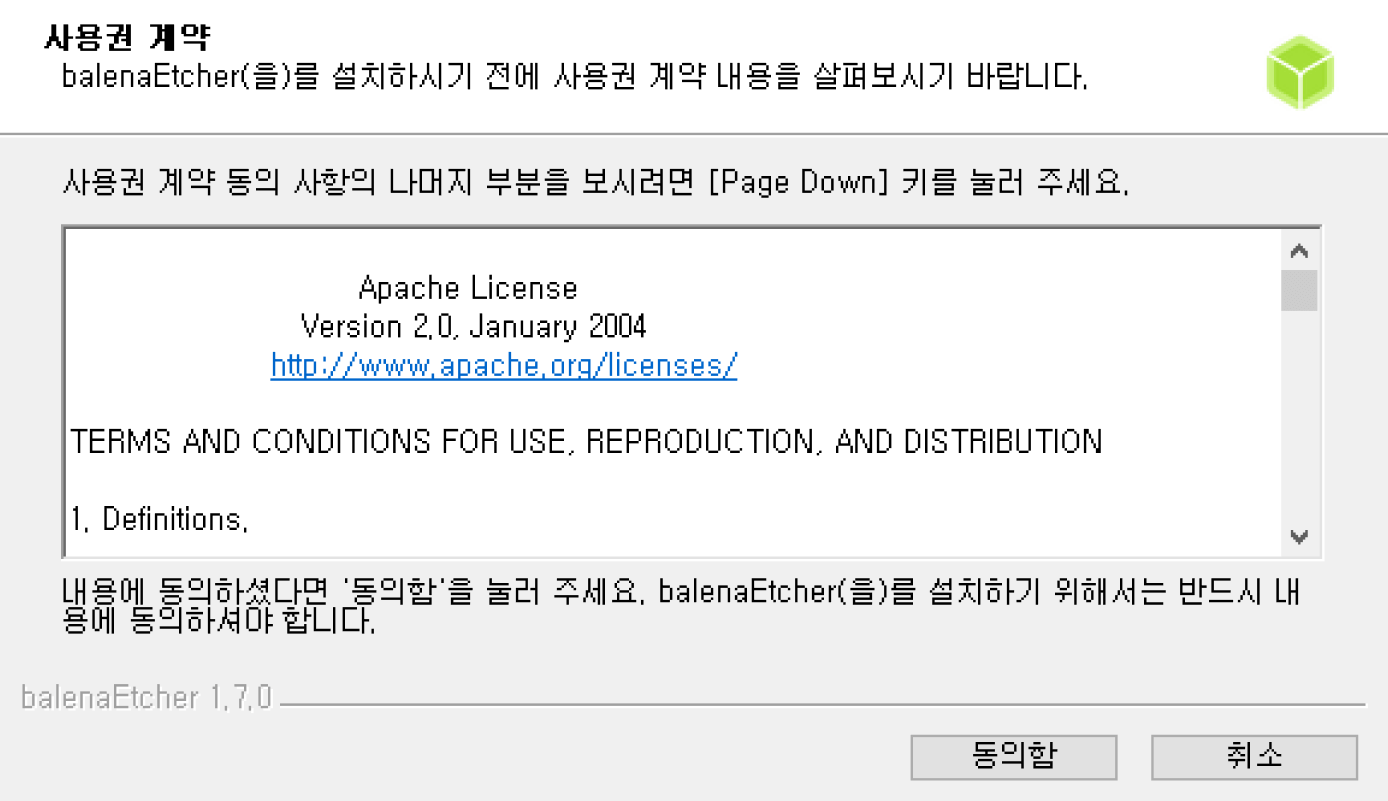 사용권 계약
balenaEtcher(을)를 설치하시기 전에 사용권 계약 내용을 살펴보시기 바랍니다.
사용권 계약 동의 사항의 나머지 부분을 보시려면 [Page Down] 키를 눌러 주세요.
Apache License
Version 2.0, January 2004
http://www.apache.org/licenses/
TERMS AND CONDITIONS FOR USE, REPRODUCTION, AND DISTRIBUTION
1. Definitions.
내용에 동의하셨다면 '동의함'을 눌러 주세요. balenaEtcher(을)를 설치하기 위해서는 반드시 내
용에 동의하셔야 합니다.
balenaEtcher 1.7.0
동의함 취소